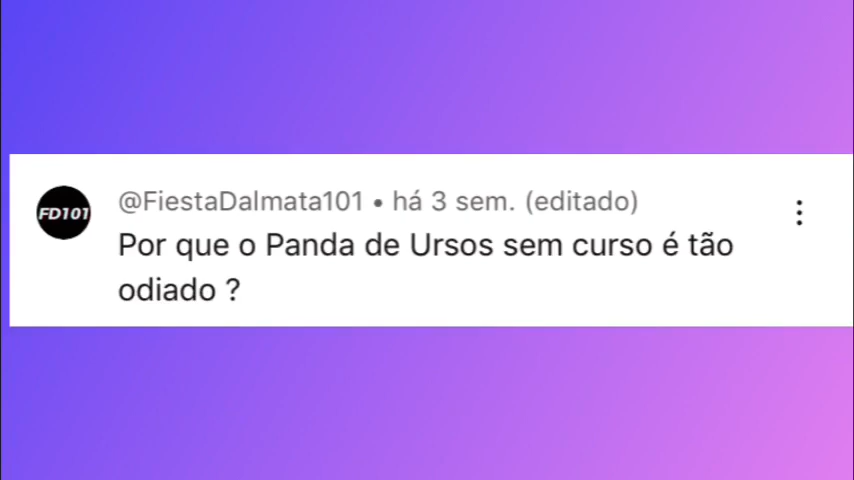 FD101
@FiestaDalmata101 • há 3 sem. (editado)
Por que o Panda de Ursos sem curso é tão
odiado ?